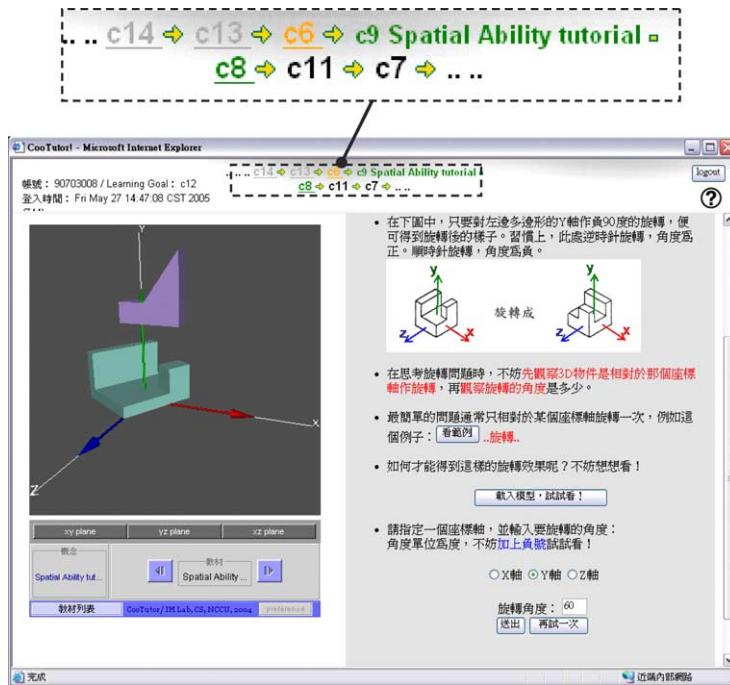 .. .. c14 ➪ c13 ➪ c6 ➪ c9 Spatial Ability tutorial
c8 ➪ c11 ➪ c7 ➪ .. ..
CooTutor! - Microsoft Internet Explorer
.. .. c14 ➪ c13 ➪ c6 ➪ c9 Spatial Ability tutorial
c8 ➪ c11 ➪ c7 ➪ .. ..
logout
帳號: 90703008 / Learning Goal: c12
登入時間: Fri May 27 14:47:08 CST 2005
?
Y
X
Z
xy plane yz plane xz plane
概念
Spatial Ability tut...
教材
Spatial Ability ...
教材列表 CooTutor/IM Lab, CS, NCCU, 2004 preference
• 在下圖中,只要對左邊多邊形的Y軸作負90度的旋轉,便
可得到旋轉後的樣子。習慣上,此處逆時針旋轉,角度為
正。順時針旋轉,角度為負。
y z x 旋轉成 y z x
• 在思考旋轉問題時,不妨先觀察3D物件是相對於那個座標
軸作旋轉,再觀察旋轉的角度是多少。
• 最簡單的問題通常只相對於某個座標軸旋轉一次,例如這
個例子: 看範例 ..旋轉..
• 如何才能得到這樣的旋轉效果呢?不妨想想看!
載入模型,試試看!
• 請指定一個座標軸,並輸入要旋轉的角度:
角度單位為度,不妨加上負號試試看!
X軸 Y軸 Z軸
旋轉角度: 60
送出 再試一次
完成
近端內部網路